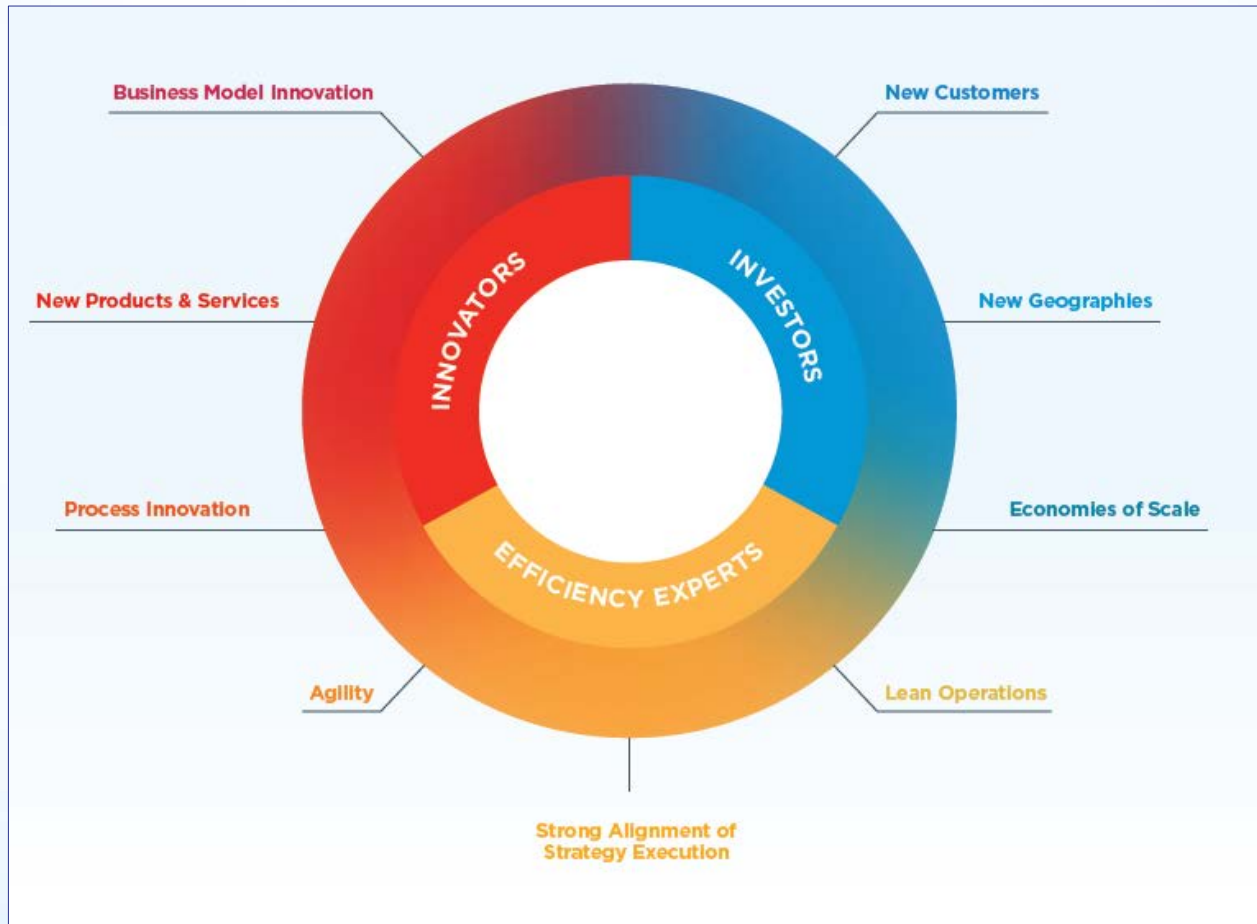 Business Model Innovation
New Customers
INNOVATORS
INVESTORS
New Products & Services
New Geographies
Process Innovation
Economies of Scale
EFFICIENCY EXPERTS
Agility
Lean Operations
Strong Alignment of
Strategy Execution